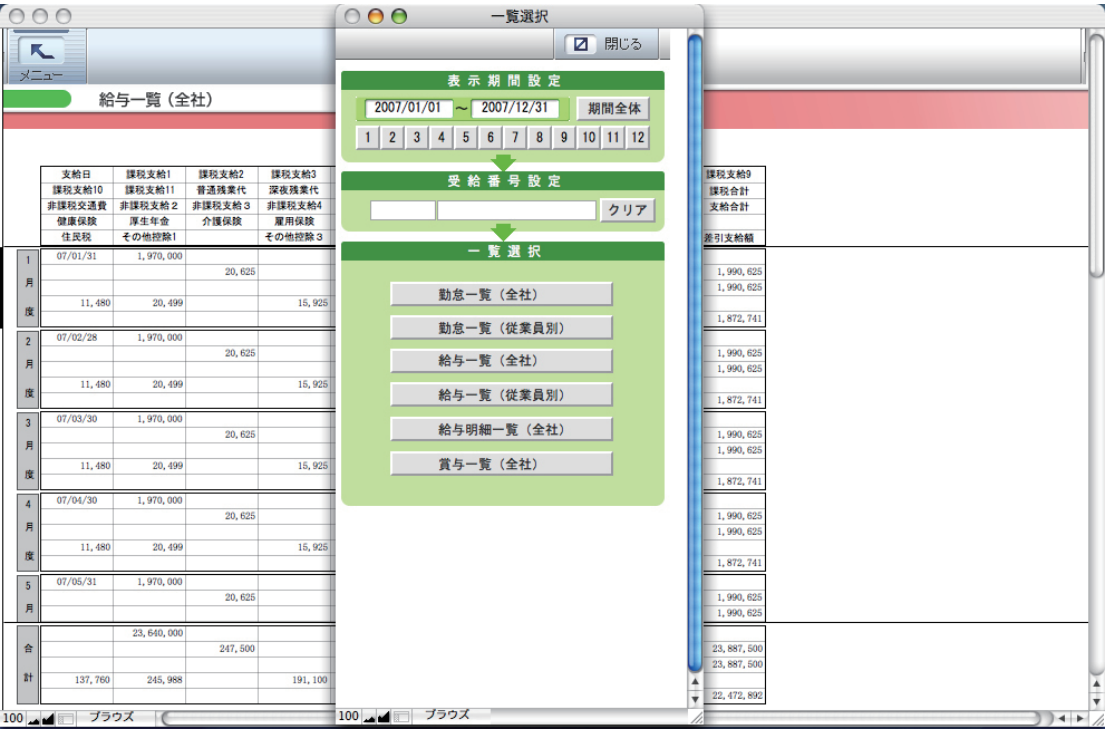 一覧選択
閉じる
メニュー
給与一覧（全社）
表示期間設定
2007/01/01 ～ 2007/12/31 期間全体
1 2 3 4 5 6 7 8 9 10 11 12
受給番号設定
クリア
一覧選択
勤怠一覧（全社）
勤怠一覧（従業員別）
給与一覧（全社）
給与一覧（従業員別）
給与明細一覧（全社）
賞与一覧（全社）
支給日 課税支給1 課税支給2 課税支給3 課税支給9
課税支給10 課税支給11 普通残業代 深夜残業代 課税合計
非課税交通費 非課税支給2 非課税支給3 非課税支給4 支給合計
健康保険 厚生年金 介護保険 雇用保険
住民税 その他控除1 その他控除3 差引支給額
1月度
07/01/31 1,970,000
20,625 1,990,625
1,990,625
11,480 20,499 15,925
1,872,741
2月度
07/02/28 1,970,000
20,625 1,990,625
1,990,625
11,480 20,499 15,925
1,872,741
3月度
07/03/30 1,970,000
20,625 1,990,625
1,990,625
11,480 20,499 15,925
1,872,741
4月度
07/04/30 1,970,000
20,625 1,990,625
1,990,625
11,480 20,499 15,925
1,872,741
5月
07/05/31 1,970,000
20,625 1,990,625
1,990,625
合計
23,640,000
247,500 23,887,500
23,887,500
137,760 245,988 191,100
22,472,892
100 ブラウズ
100 ブラウズ